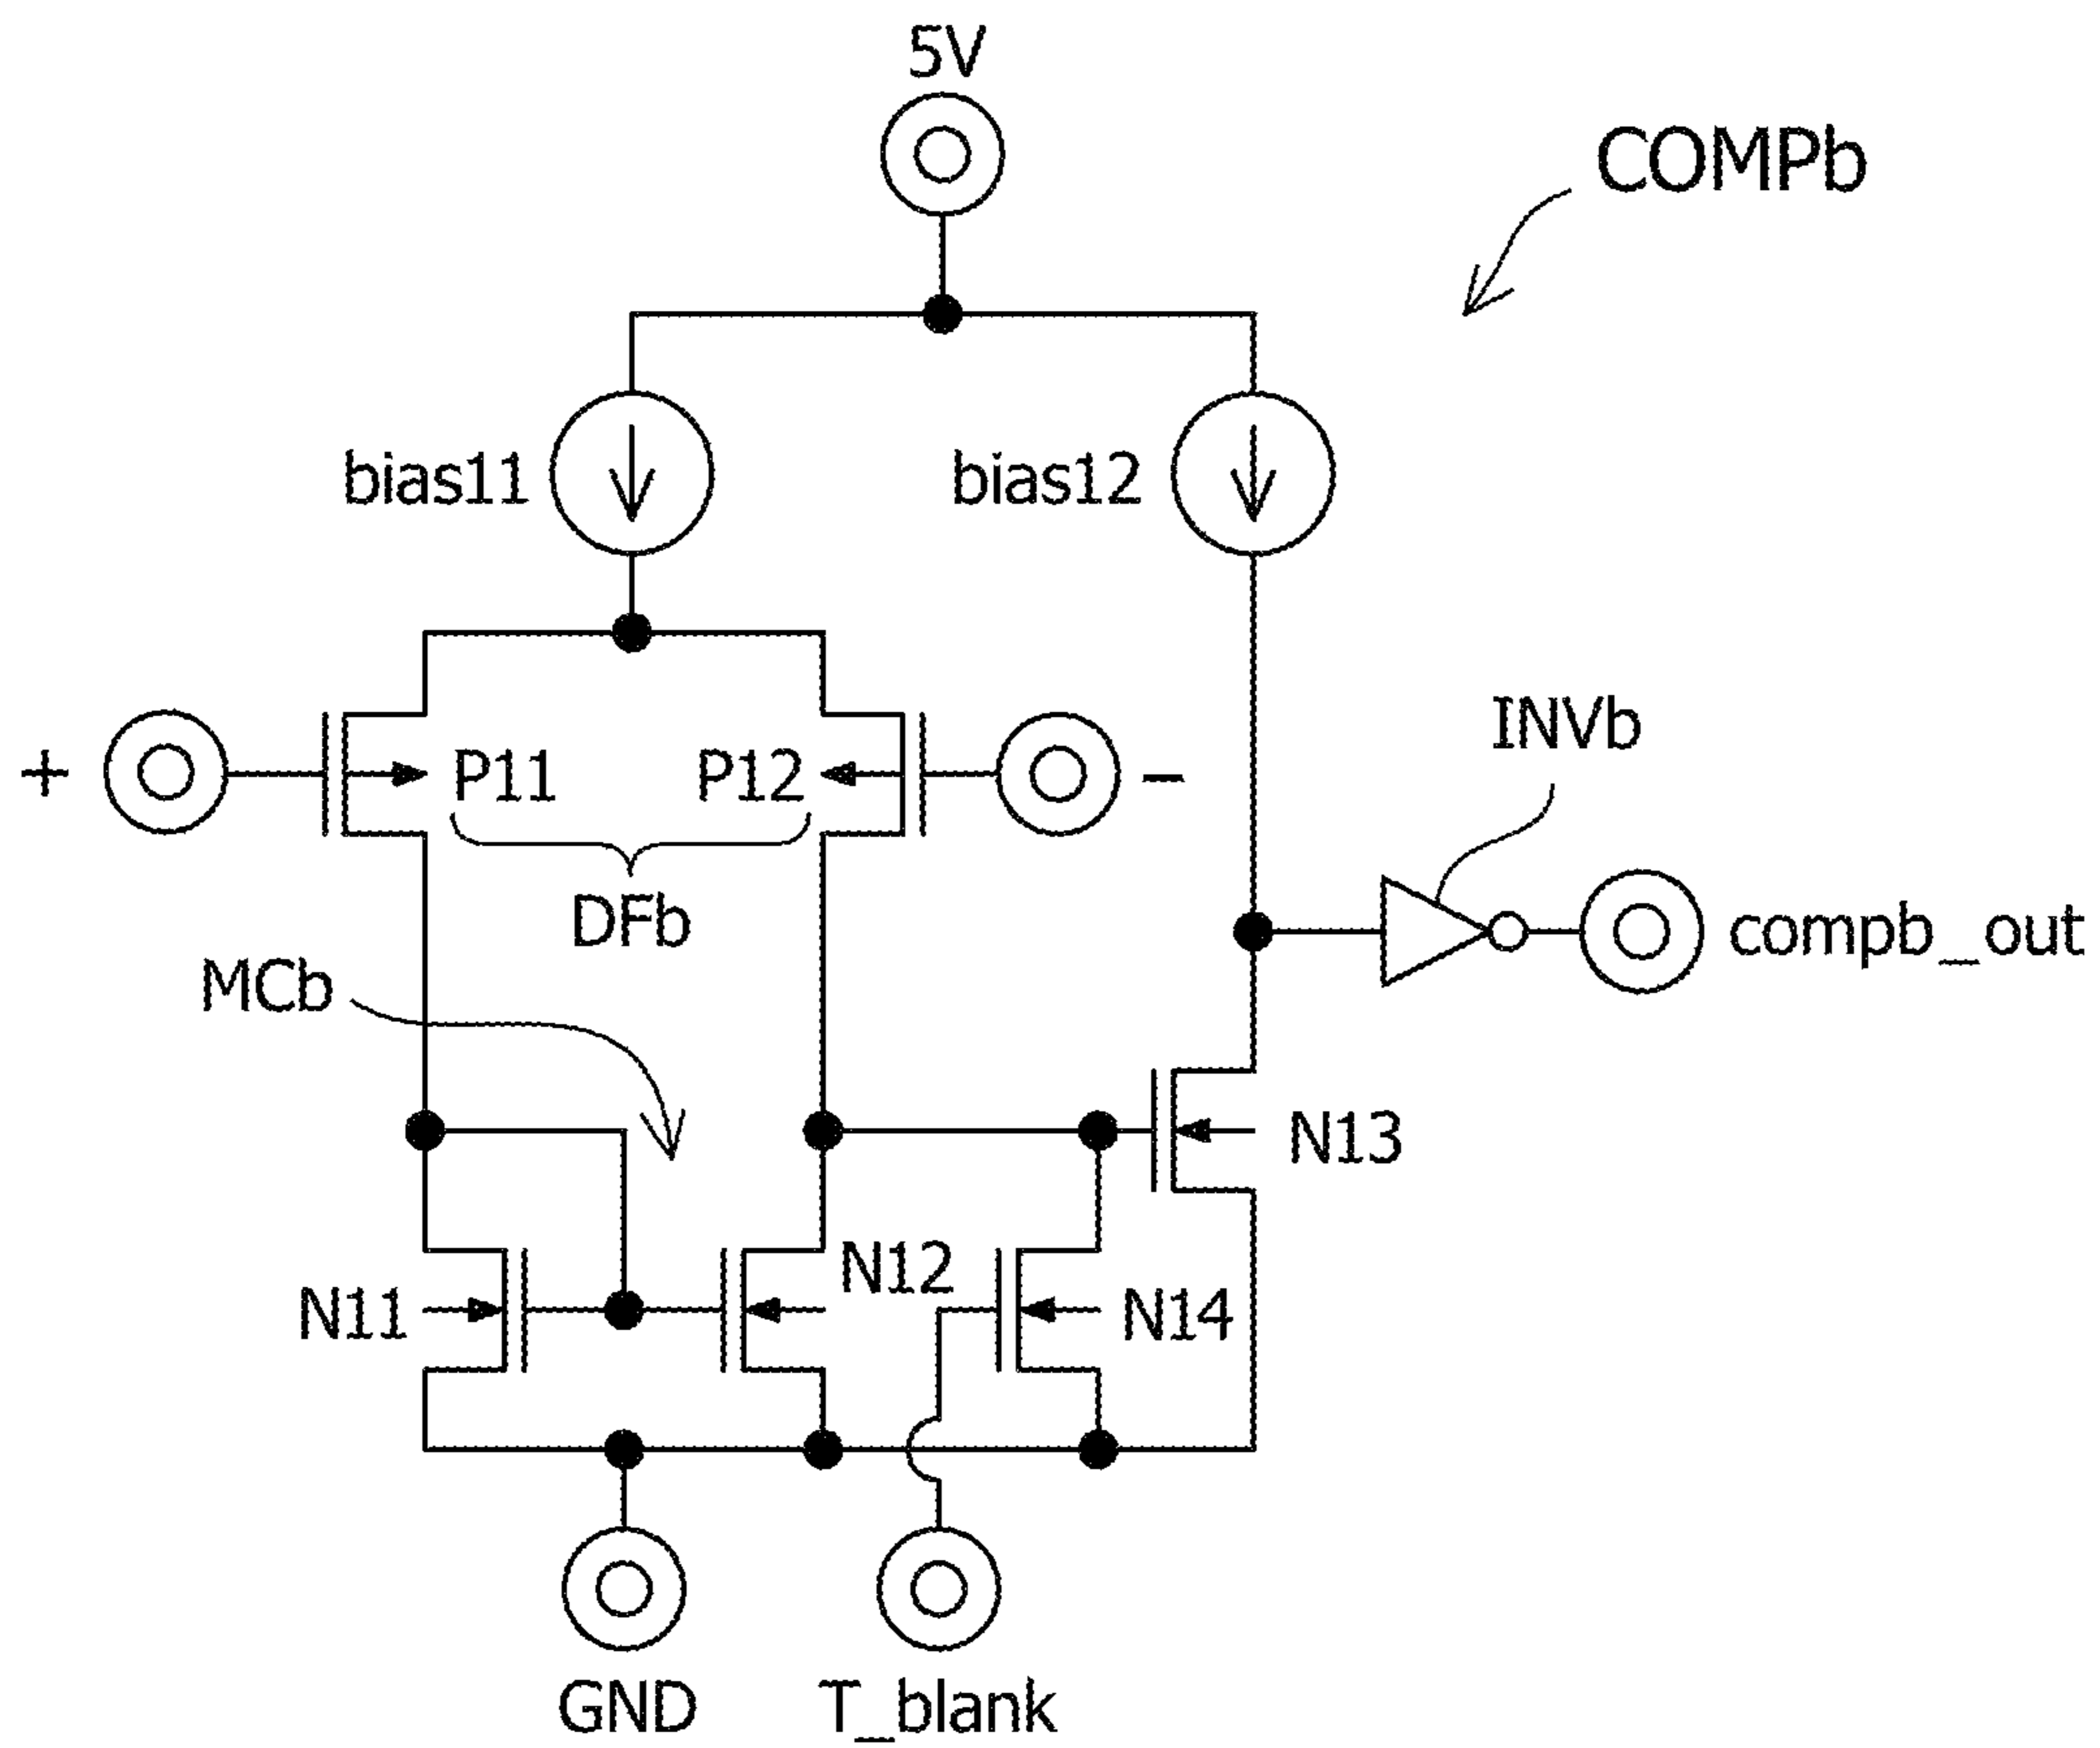 5V
COMPb
bias11
bias12
INVb
+
P11
P12
−
DFb
compb_out
MCb
N13
N12
N11
N14
GND
T_blank